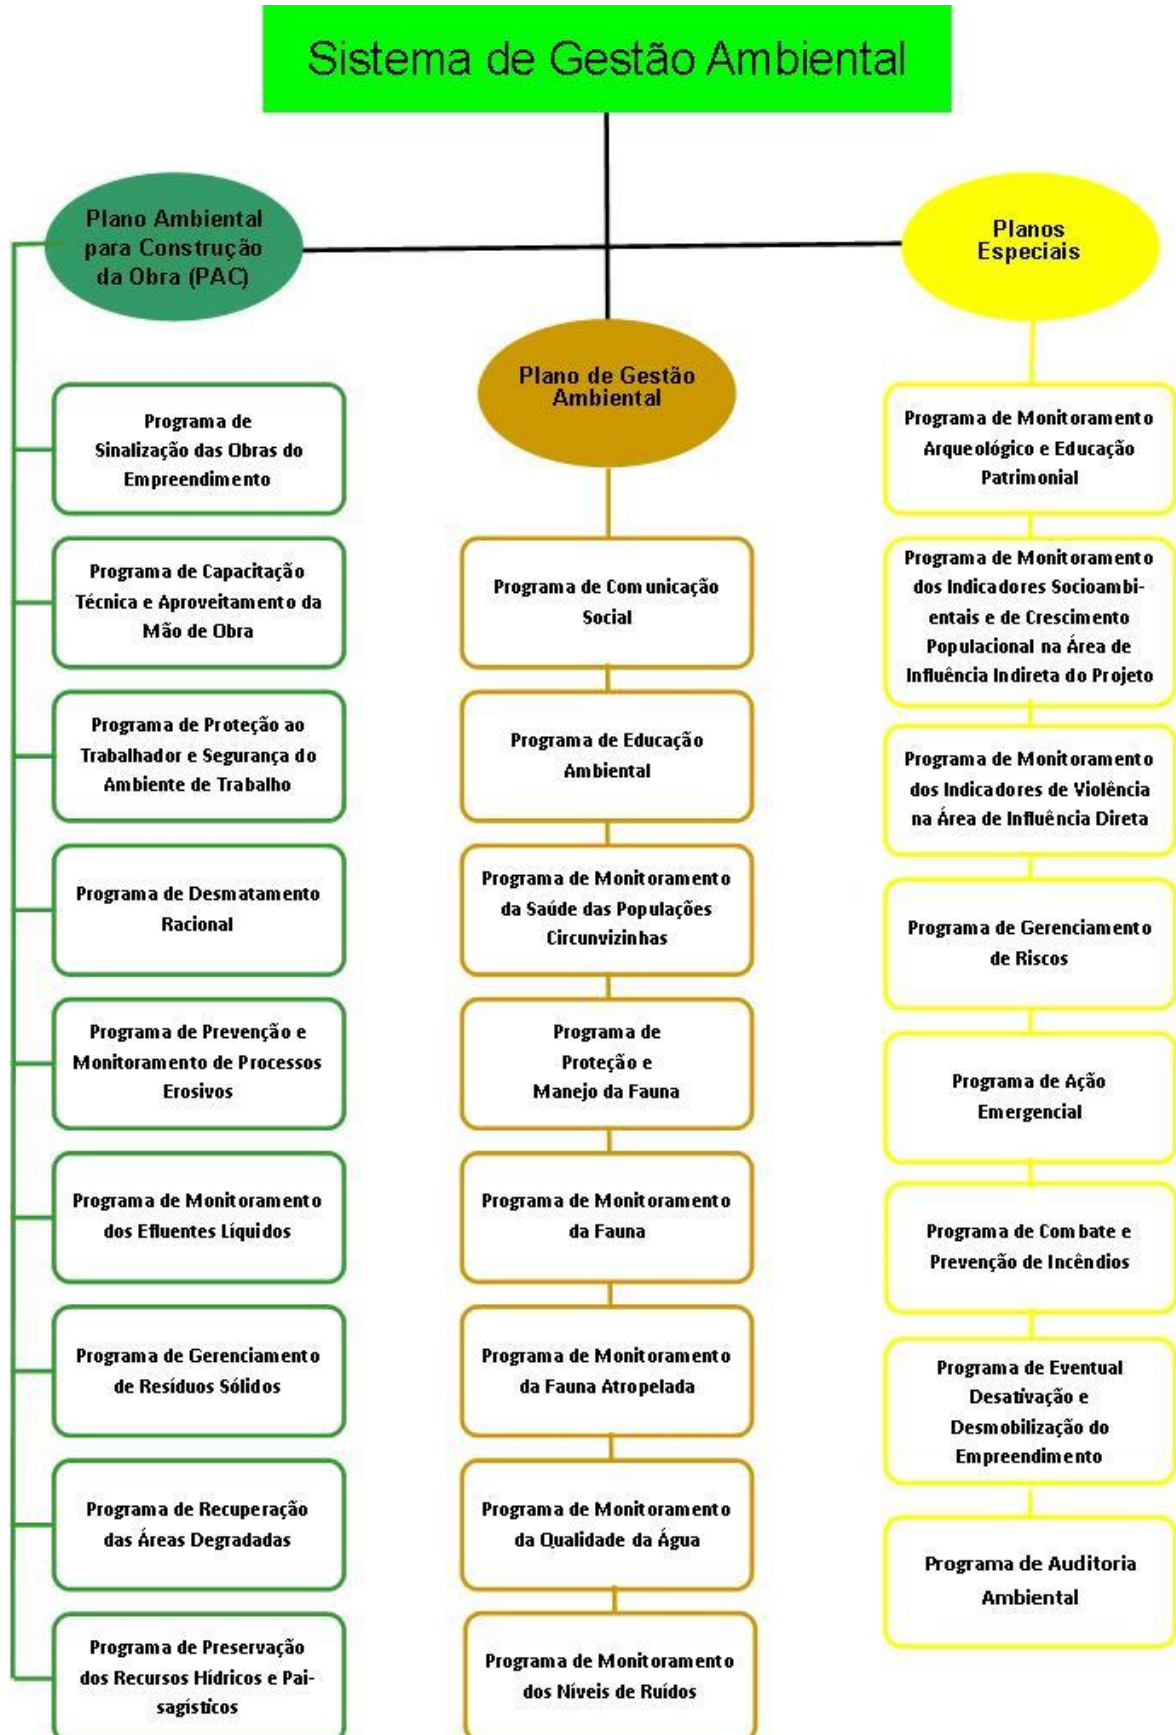 Sistema de Gestão Ambiental
Plano Ambiental
para Construção
da Obra (PAC)
Programa de
Sinalização das Obras do
Empreendimento
Programa de Capacitação
Técnica e Aproveitamento da
Mão de Obra
Programa de Proteção ao
Trabalhador e Segurança do
Ambiente de Trabalho
Programa de Desmatamento
Racional
Programa de Prevenção e
Monitoramento de Processos
Erosivos
Programa de Monitoramento
dos Efluentes Líquidos
Programa de Gerenciamento
de Resíduos Sólidos
Programa de Recuperação
das Áreas Degradadas
Programa de Preservação
dos Recursos Hídricos e Pai-
sagísticos
Plano de Gestão
Ambiental
Programa de Comunicação
Social
Programa de Educação
Ambiental
Programa de Monitoramento
da Saúde das Populações
Circunvizinhas
Programa de
Proteção e
Manejo da Fauna
Programa de Monitoramento
da Fauna
Programa de Monitoramento
da Fauna Atropelada
Programa de Monitoramento
da Qualidade da Água
Programa de Monitoramento
dos Níveis de Ruídos
Planos
Especiais
Programa de Monitoramento
Arqueológico e Educação
Patrimonial
Programa de Monitoramento
dos Indicadores Socioambi-
entais e de Crescimento
Populacional na Área de
Influência Indireta do Projeto
Programa de Monitoramento
dos Indicadores de Violência
na Área de Influência Direta
Programa de Gerenciamento
de Riscos
Programa de Ação
Emergencial
Programa de Combate e
Prevenção de Incêndios
Programa de Eventual
Desativação e
Desmobilização do
Empreendimento
Programa de Auditoria
Ambiental